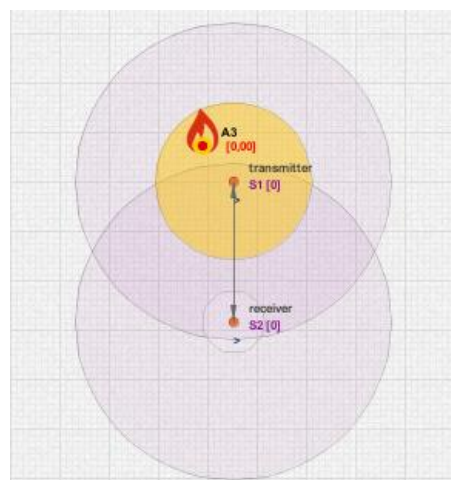 A3
[0,00]
transmitter
S1 [0]
receiver
S2 [0]